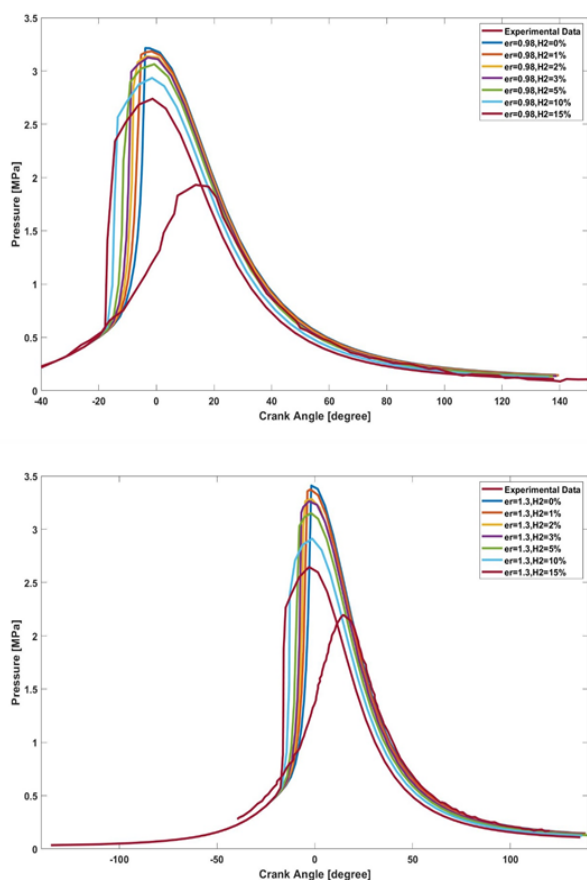 3.5
3
2.5
2
1.5
1
0.5
0
Pressure [MPa]
Experimental Data
er=0.98,H2=0%
er=0.98,H2=1%
er=0.98,H2=2%
er=0.98,H2=3%
er=0.98,H2=5%
er=0.98,H2=10%
er=0.98,H2=15%
-40 -20 0 20 40 60 80 100 120 140
Crank Angle [degree]
3.5
3
2.5
2
1.5
1
0.5
0
Pressure [MPa]
Experimental Data
er=1.3,H2=0%
er=1.3,H2=1%
er=1.3,H2=2%
er=1.3,H2=3%
er=1.3,H2=5%
er=1.3,H2=10%
er=1.3,H2=15%
-100 -50 0 50 100
Crank Angle [degree]